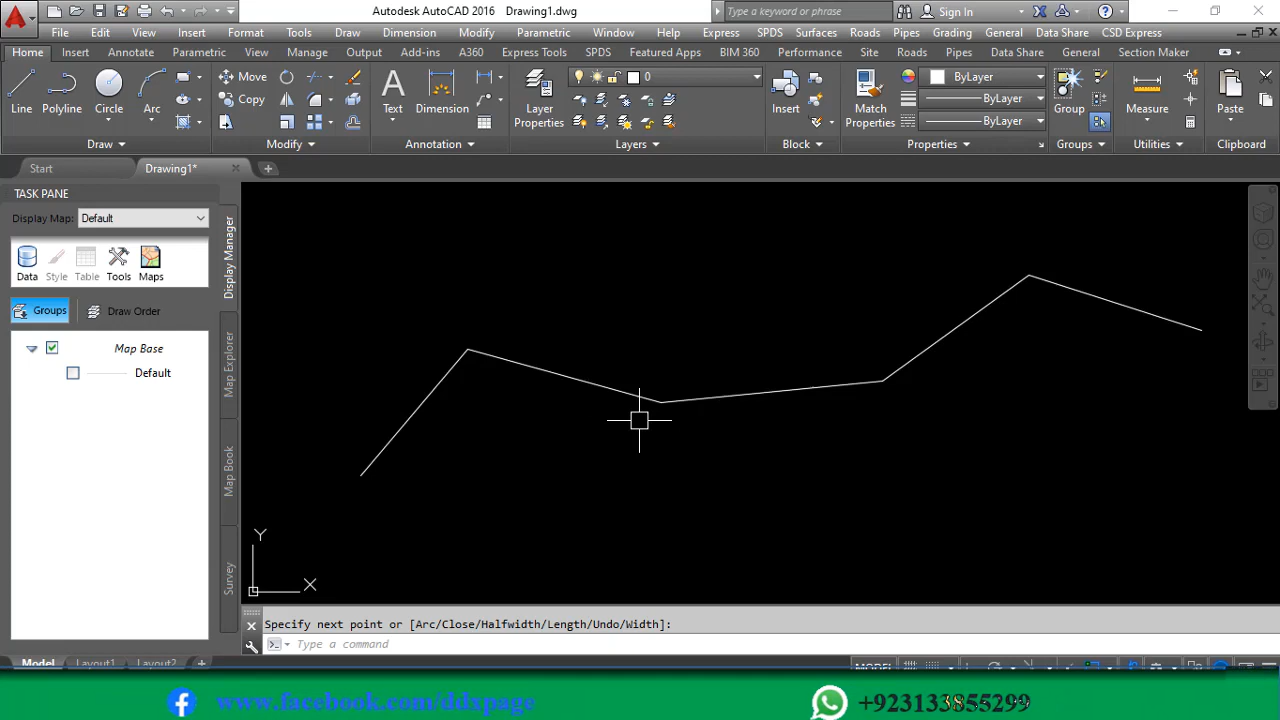 Autodesk AutoCAD 2016 Drawing1.dwg
Type a keyword or phrase
Sign In
File Edit View Insert Format Tools Draw Dimension Modify Parametric Window Help Express SPDS Surfaces Roads Pipes Grading General Data Share CSD Express
Home Insert Annotate Parametric View Manage Output Add-ins A360 Express Tools SPDS Featured Apps BIM 360 Performance Site Roads Pipes Data Share General Section Maker
Line Polyline Circle Arc
Move
Copy
Text Dimension
Layer Properties
0
Insert
Match Properties
ByLayer
ByLayer
ByLayer
Group
Measure
Paste
Draw Modify Annotation Layers Block Properties Groups Utilities Clipboard
Start Drawing1*
TASK PANE
Display Map: Default
Data Style Table Tools Maps
Groups Draw Order
Map Base
Default
Display Manager
Map Explorer
Map Book
Survey
Y
X
Specify next point or [Arc/Close/Halfwidth/Length/Undo/Width]:
Type a command
Model Layout1 Layout2 +
MODEL
www.facebook.com/ddxpage
+923133855299